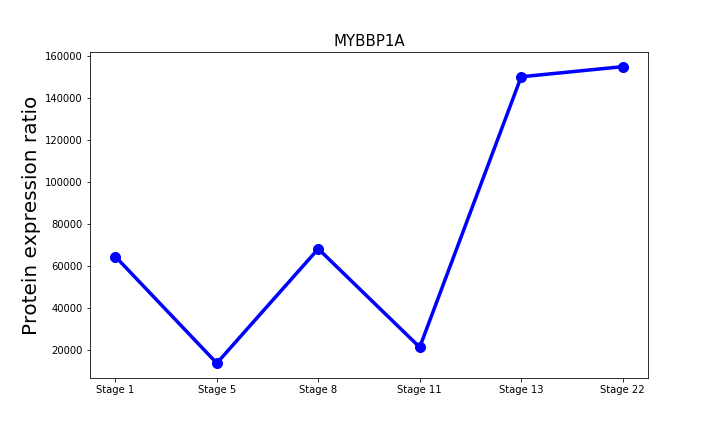 MYBBP1A
Protein expression ratio
160000
140000
120000
100000
80000
60000
40000
20000
Stage 1 Stage 5 Stage 8 Stage 11 Stage 13 Stage 22